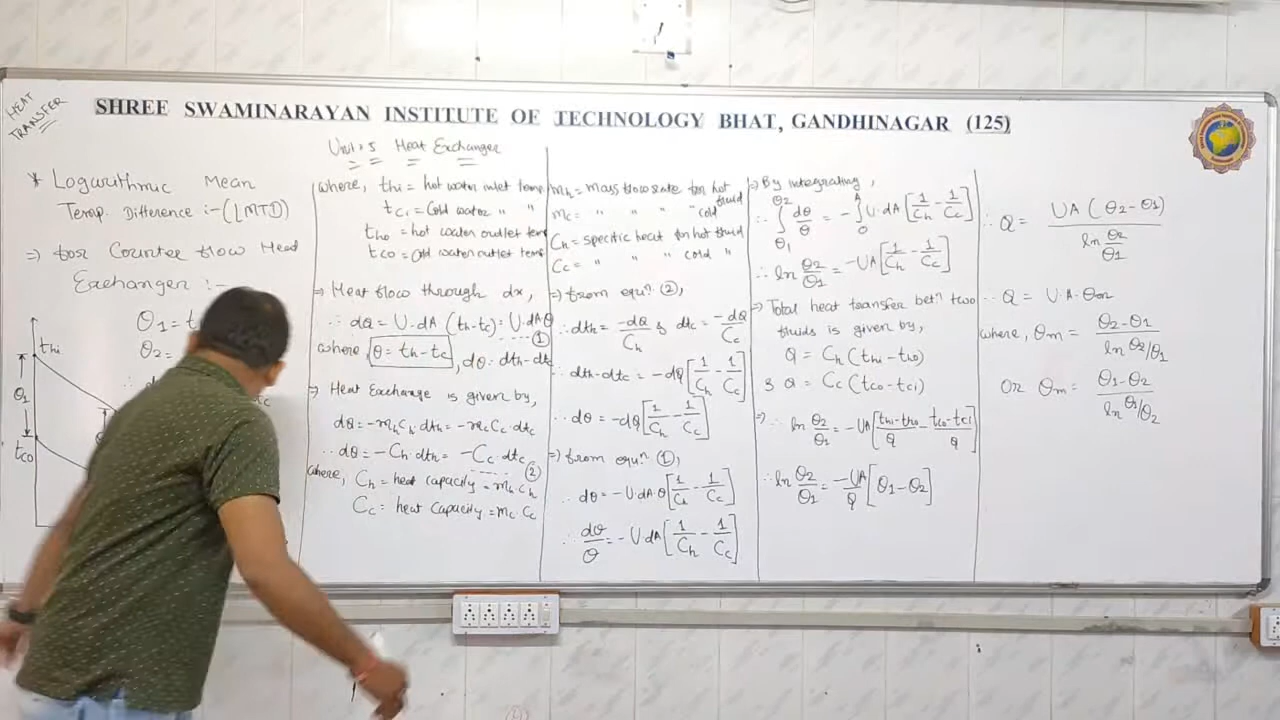 HEAT
TRANSFER
SHREE SWAMINARAYAN INSTITUTE OF TECHNOLOGY BHAT, GANDHINAGAR (125)
Unit:5 Heat Exchanger
* Logarithmic Mean
Temp. Difference :- (LMTD)
⇒ for Counter flow Head
Exchanger :-
θ1 = t
θ2 =
thi
θ1
tco
where, thi = hot water inlet temp
tci = Cold water " "
tho = hot water outlet tem
tco = Cold water outlet temp
⇒ Heat flow through dx,
∴ dQ = U·dA (th-tc) = U·dA θ
-----①
where, θ = th-tc, dθ = dth-dtc
⇒ Heat Exchange is given by,
dQ = -mh ch·dth = -mc Cc·dtc
∴ dQ = -Ch·dth = -Cc·dtc
-----②
where, Ch = heat capacity = mh ch
Cc = heat capacity = mc·Cc
mh = mass flow rate for hot fluid
mc = " " " " cold
Ch = specific heat for hot fluid
Cc = " " " cold "
⇒ from equn. ②,
∴ dth = -dQ/Ch & dtc = -dQ/Cc
∴ dth-dtc = -dQ[1/Ch - 1/Cc]
∴ dθ = -dQ[1/Ch - 1/Cc]
⇒ from equn. ①,
∴ dθ = -U·dA·θ[1/Ch - 1/Cc]
∴ dθ/θ = -U·dA[1/Ch - 1/Cc]
⇒ By integrating,
∴ ∫θ1^θ2 dθ/θ = -∫0^A U·dA[1/Ch - 1/Cc]
∴ ln θ2/θ1 = -UA[1/Ch - 1/Cc]
⇒ Total heat transfer betn two
fluids is given by,
Q = Ch (thi-tho)
& Q = Cc (tco-tci)
⇒ ∴ ln θ2/θ1 = -UA[thi-tho/Q - tco-tci/Q]
∴ ln θ2/θ1 = -UA/Q [θ1-θ2]
∴ Q = UA(θ2-θ1)/ln θ2/θ1
∴ Q = U·A·θm
where, θm = θ2-θ1/ln θ2/θ1
Or θm = θ1-θ2/ln θ1/θ2